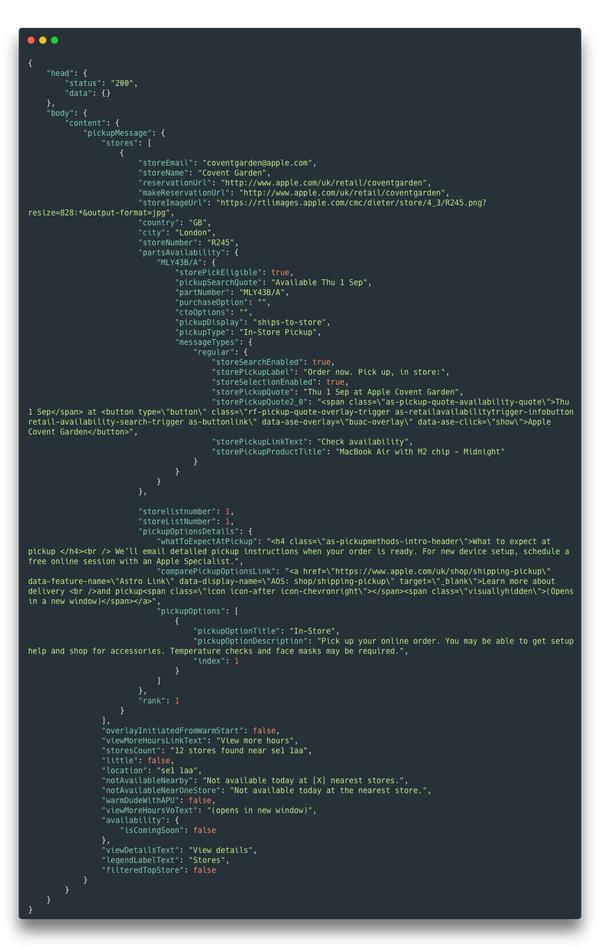 {
    "head": {
        "status": "200",
        "data": {}
    },
    "body": {
        "content": {
            "pickupMessage": {
                "stores": [
                    {
                        "storeEmail": "coventgarden@apple.com",
                        "storeName": "Covent Garden",
                        "reservationUrl": "http://www.apple.com/uk/retail/coventgarden",
                        "makeReservationUrl": "http://www.apple.com/uk/retail/coventgarden",
                        "storeImageUrl": "https://rtlimages.apple.com/cmc/dieter/store/4_3/R245.png?
resize=828:*&output-format=jpg",
                        "country": "GB",
                        "city": "London",
                        "storeNumber": "R245",
                        "partsAvailability": {
                            "MLY43B/A": {
                                "storePickEligible": true,
                                "pickupSearchQuote": "Available Thu 1 Sep",
                                "partNumber": "MLY43B/A",
                                "purchaseOption": "",
                                "ctoOptions": "",
                                "pickupDisplay": "ships-to-store",
                                "pickupType": "In-Store Pickup",
                                "messageTypes": {
                                    "regular": {
                                        "storeSearchEnabled": true,
                                        "storePickupLabel": "Order now. Pick up, in store:",
                                        "storeSelectionEnabled": true,
                                        "storePickupQuote": "Thu 1 Sep at Apple Covent Garden",
                                        "storePickupQuote2_0": "<span class=\"as-pickup-quote-availability-quote\">Thu
1 Sep</span> at <button type=\"button\" class=\"rf-pickup-quote-overlay-trigger as-retailavailabilitytrigger-infobutton
retail-availability-search-trigger as-buttonlink\" data-ase-overlay=\"buac-overlay\" data-ase-click=\"show\">Apple
Covent Garden</button>",
                                        "storePickupLinkText": "Check availability",
                                        "storePickupProductTitle": "MacBook Air with M2 chip - Midnight"
                                    }
                                }
                            }
                        },
                        "storelistnumber": 1,
                        "storeListNumber": 1,
                        "pickupOptionsDetails": {
                            "whatToExpectAtPickup": "<h4 class=\"as-pickupmethods-intro-header\">What to expect at
pickup </h4><br /> We’ll email detailed pickup instructions when your order is ready. For new device setup, schedule a
free online session with an Apple Specialist.",
                            "comparePickupOptionsLink": "<a href=\"https://www.apple.com/uk/shop/shipping-pickup\"
data-feature-name=\"Astro Link\" data-display-name=\"AOS: shop/shipping-pickup\" target=\"_blank\">Learn more about
delivery <br />and pickup<span class=\"icon icon-after icon-chevronright\"></span><span class=\"visuallyhidden\">(Opens
in a new window)</span></a>",
                            "pickupOptions": [
                                {
                                    "pickupOptionTitle": "In-Store",
                                    "pickupOptionDescription": "Pick up your online order. You may be able to get setup
help and shop for accessories. Temperature checks and face masks may be required.",
                                    "index": 1
                                }
                            ]
                        },
                        "rank": 1
                    }
                ],
                "overlayInitiatedFromWarmStart": false,
                "viewMoreHoursLinkText": "View more hours",
                "storesCount": "12 stores found near se1 1aa",
                "little": false,
                "location": "se1 1aa",
                "notAvailableNearby": "Not available today at [X] nearest stores.",
                "notAvailableNearOneStore": "Not available today at the nearest store.",
                "warmDudeWithAPU": false,
                "viewMoreHoursVoText": "(opens in new window)",
                "availability": {
                    "isComingSoon": false
                },
                "viewDetailsText": "View details",
                "legendLabelText": "Stores",
                "filteredTopStore": false
            }
        }
    }
}